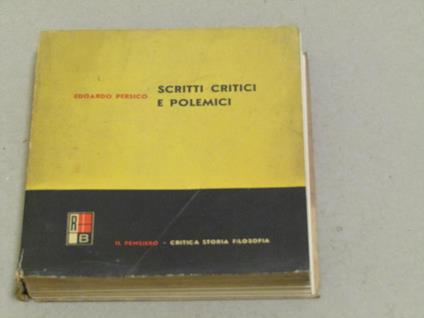 EDOARDO PERSICO SCRITTI CRITICI
E POLEMICI
R
B
IL PENSIERO - CRITICA STORIA FILOSOFIA